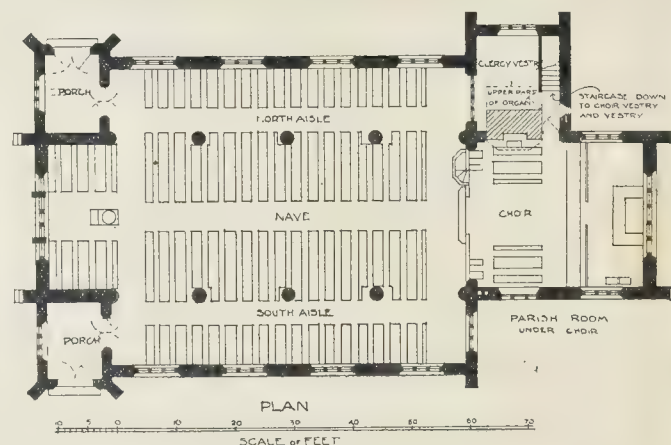 CLERGY VESTRY
PORCH
UPPER PART
OF ORGAN
STAIRCASE DOWN
TO CHOIR VESTRY
AND VESTRY
NORTH AISLE
NAVE
CHOIR
SOUTH AISLE
PARISH ROOM
UNDER CHOIR
PORCH
PLAN
10 5 0 10 20 30 40 50 60 70
SCALE OF FEET